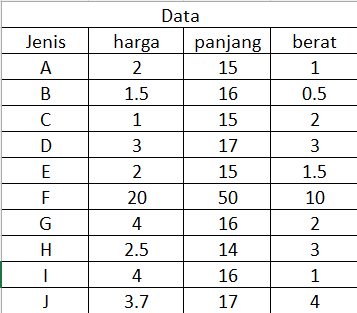 Data
Jenis harga panjang berat
A 2 15 1
B 1.5 16 0.5
C 1 15 2
D 3 17 3
E 2 15 1.5
F 20 50 10
G 4 16 2
H 2.5 14 3
I 4 16 1
J 3.7 17 4